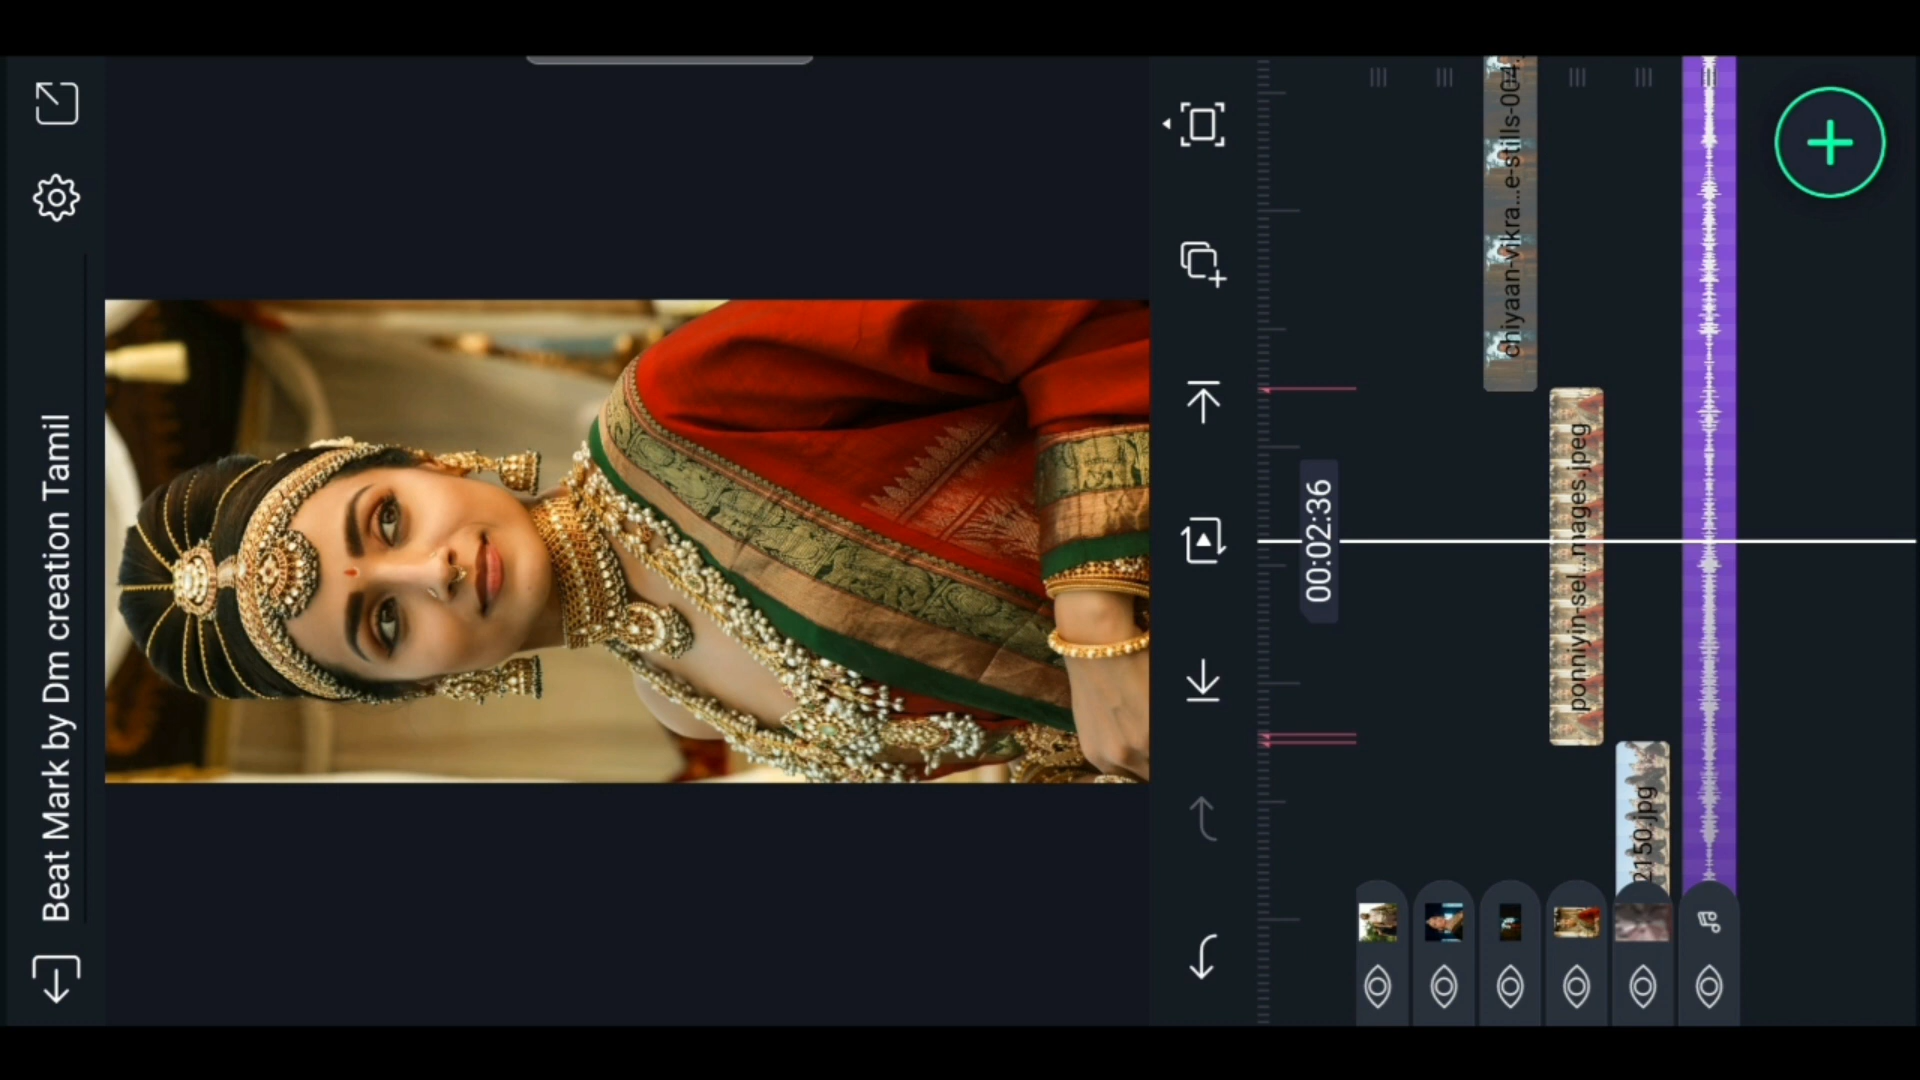 Beat Mark by Dm creation Tamil
00:02:36
chiyaan-vikra...e-stills-004.
ponniyin-sel...mages.jpeg
2150.jpg